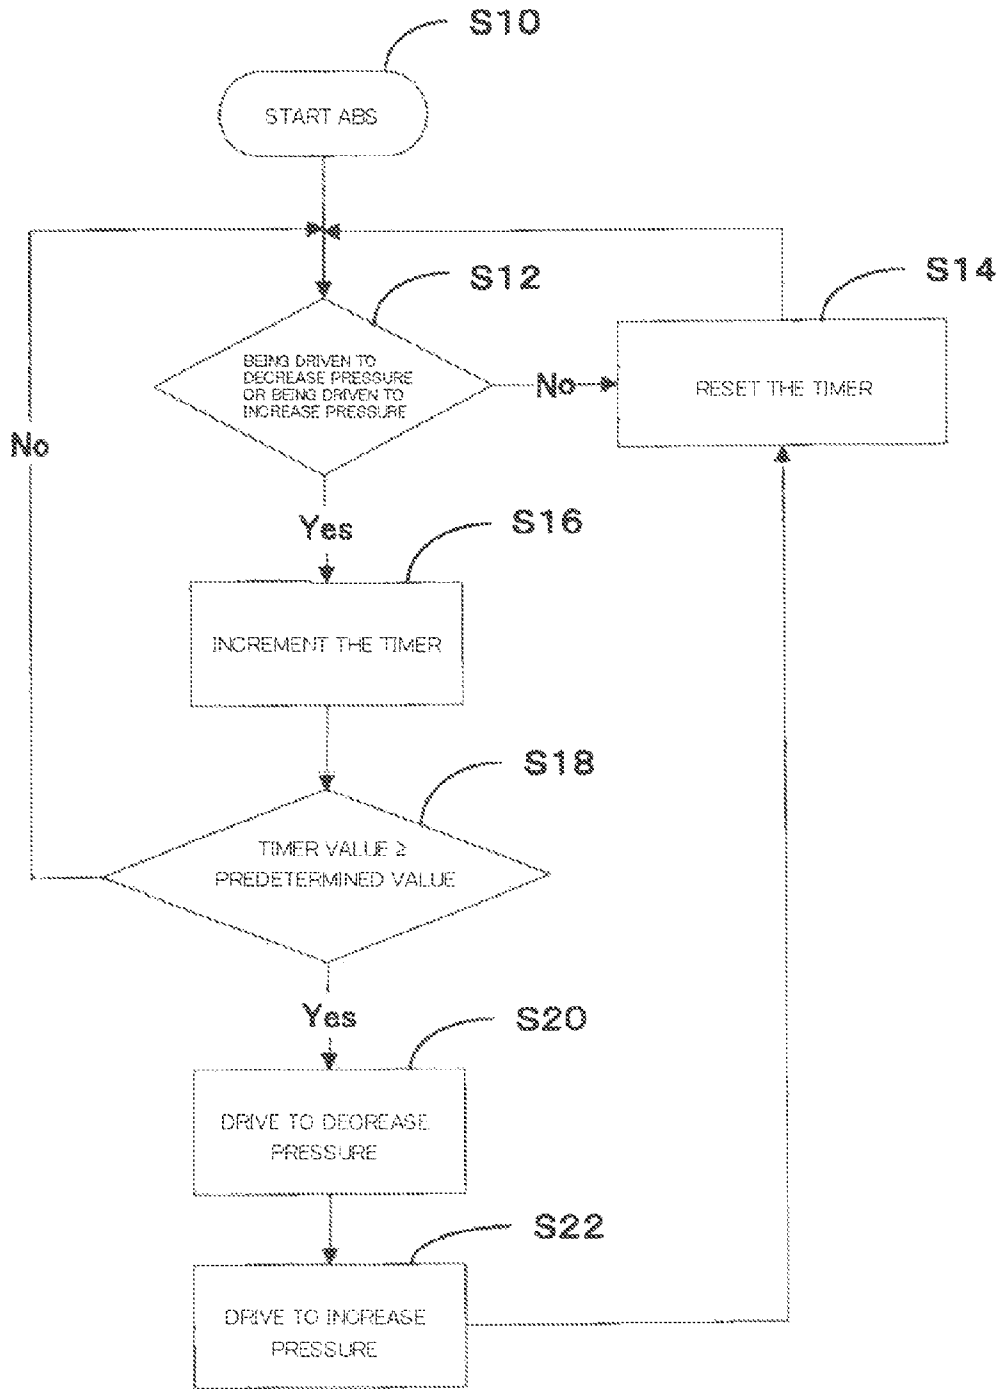 S10
START ABS
S12
S14
BEING DRIVEN TO
DECREASE PRESSURE
OR BEING DRIVEN TO
INCREASE PRESSURE
No
RESET THE TIMER
No
Yes
S16
INCREMENT THE TIMER
S18
TIMER VALUE ≥
PREDETERMINED VALUE
Yes
S20
DRIVE TO DECREASE
PRESSURE
S22
DRIVE TO INCREASE
PRESSURE